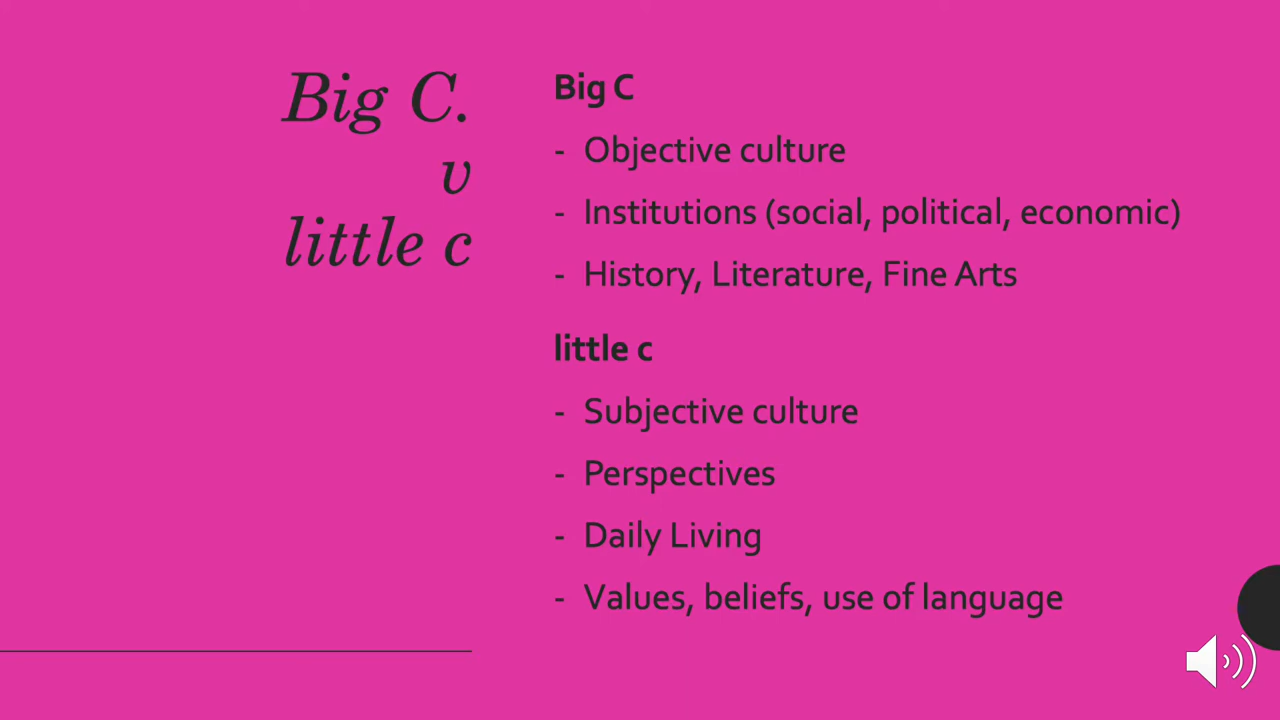 Big C.
v
little c
Big C
- Objective culture
- Institutions (social, political, economic)
- History, Literature, Fine Arts
little c
- Subjective culture
- Perspectives
- Daily Living
- Values, beliefs, use of language